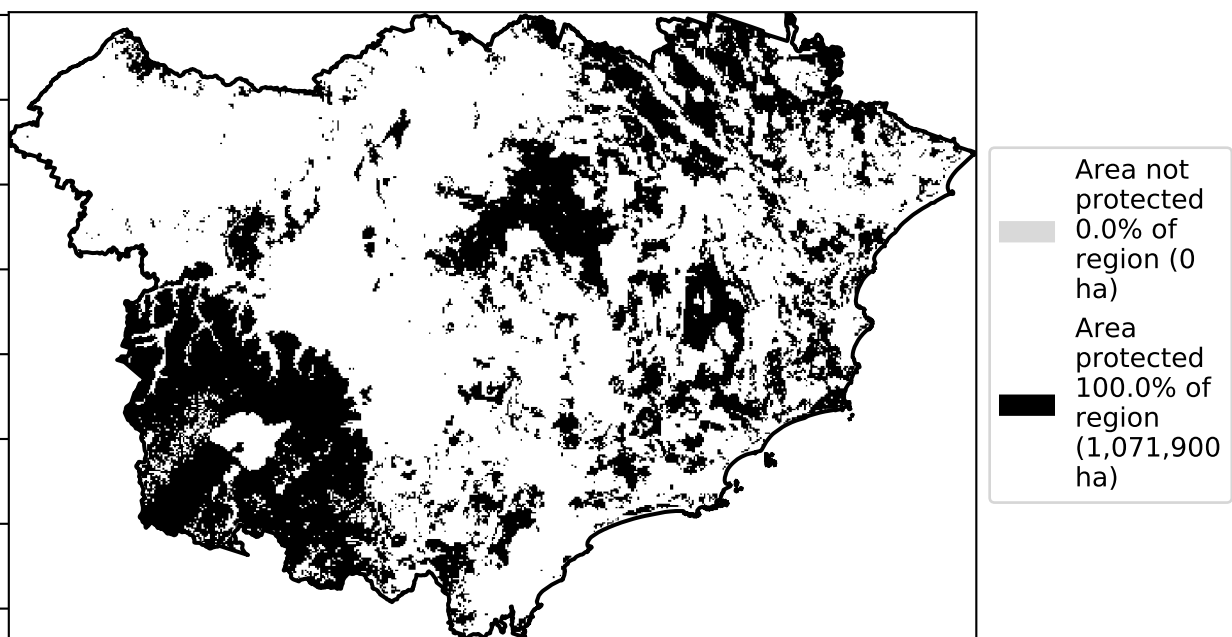 Area not
protected
0.0% of
region (0
ha)
Area
protected
100.0% of
region
(1,071,900
ha)